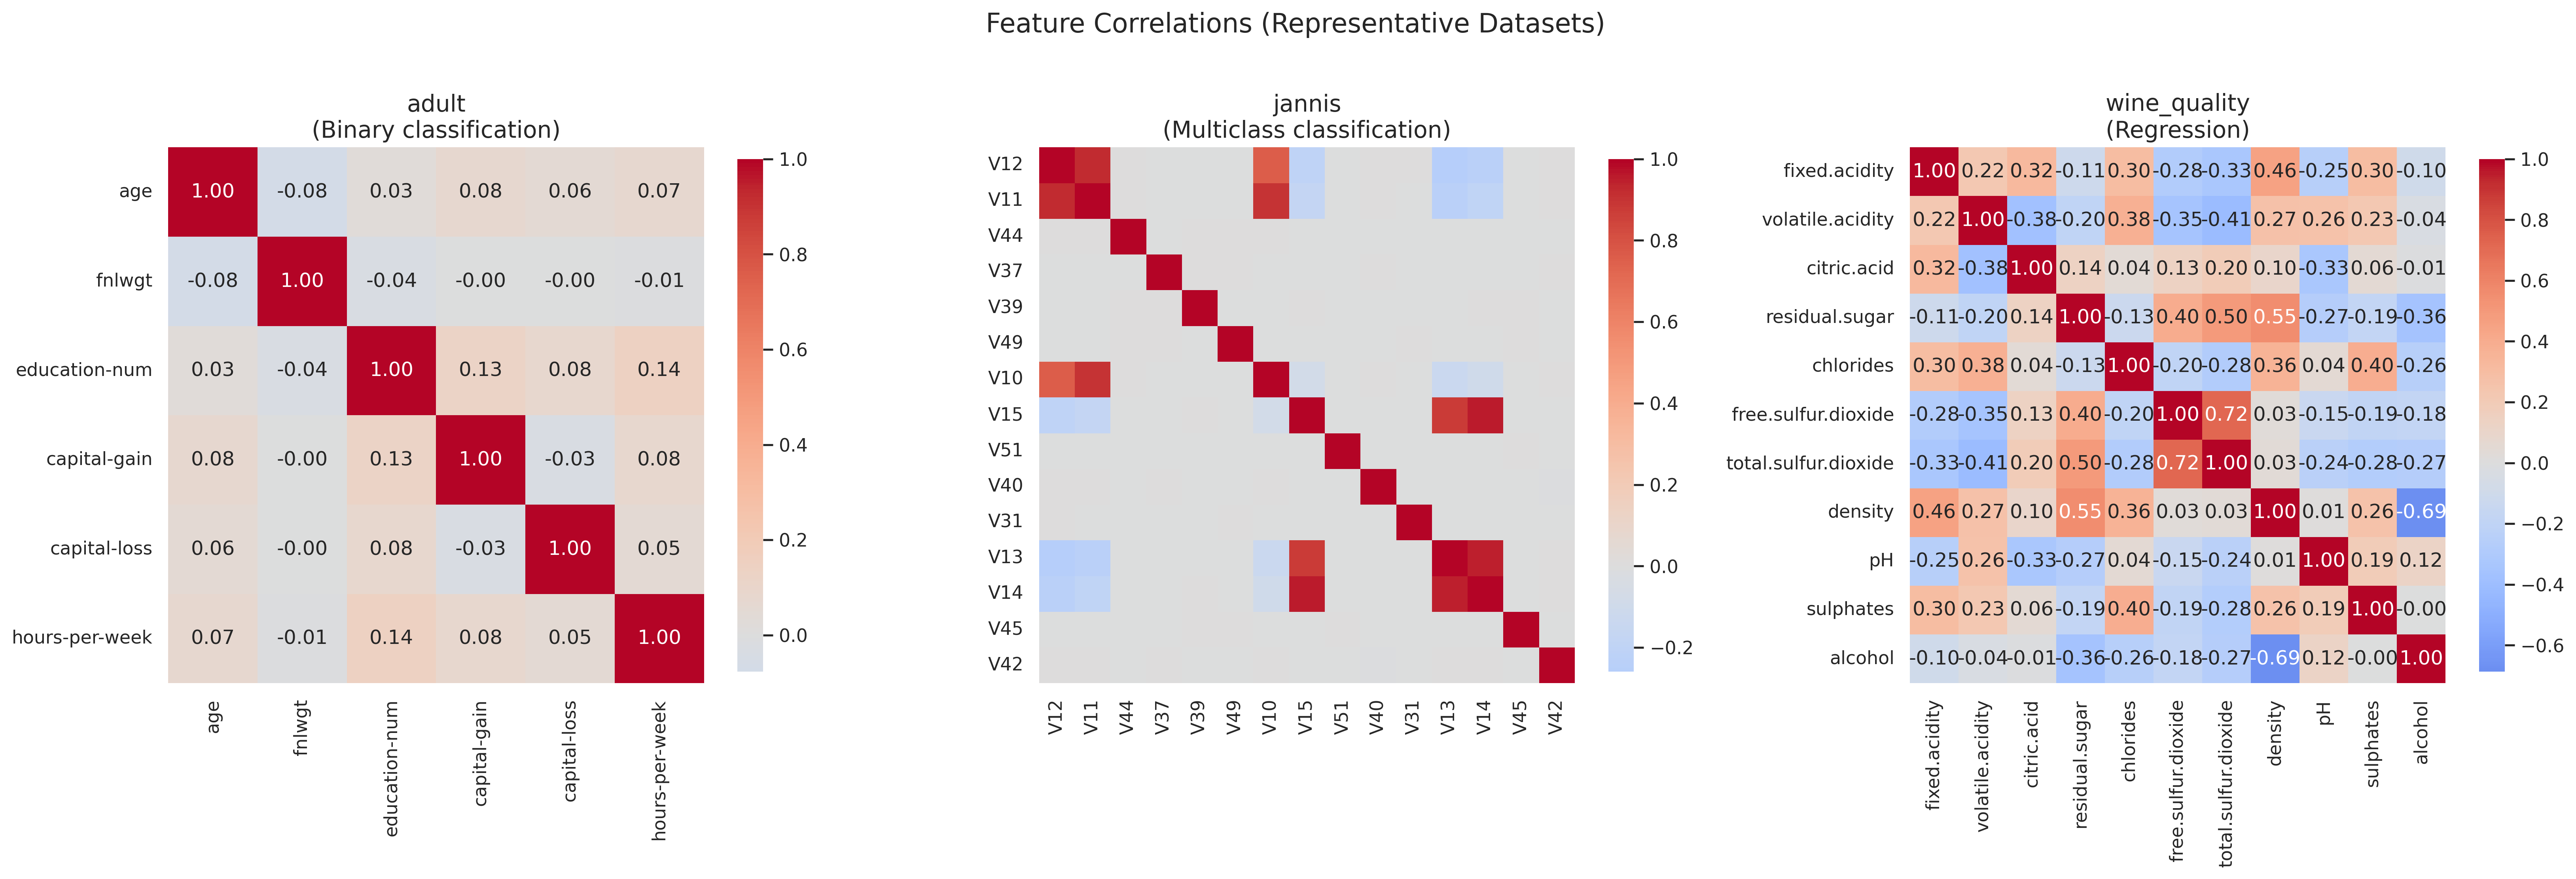 Feature Correlations (Representative Datasets)
adult
(Binary classification)
age 1.00 -0.08 0.03 0.08 0.06 0.07
fnlwgt -0.08 1.00 -0.04 -0.00 -0.00 -0.01
education-num 0.03 -0.04 1.00 0.13 0.08 0.14
capital-gain 0.08 -0.00 0.13 1.00 -0.03 0.08
capital-loss 0.06 -0.00 0.08 -0.03 1.00 0.05
hours-per-week 0.07 -0.01 0.14 0.08 0.05 1.00
age fnlwgt education-num capital-gain capital-loss hours-per-week
1.0
0.8
0.6
0.4
0.2
0.0
jannis
(Multiclass classification)
V12
V11
V44
V37
V39
V49
V10
V15
V51
V40
V31
V13
V14
V45
V42
V12 V11 V44 V37 V39 V49 V10 V15 V51 V40 V31 V13 V14 V45 V42
1.0
0.8
0.6
0.4
0.2
0.0
−0.2
wine_quality
(Regression)
fixed.acidity 1.00 0.22 0.32 -0.11 0.30 -0.28 -0.33 0.46 -0.25 0.30 -0.10
volatile.acidity 0.22 1.00 -0.38 -0.20 0.38 -0.35 -0.41 0.27 0.26 0.23 -0.04
citric.acid 0.32 -0.38 1.00 0.14 0.04 0.13 0.20 0.10 -0.33 0.06 -0.01
residual.sugar -0.11 -0.20 0.14 1.00 -0.13 0.40 0.50 0.55 -0.27 -0.19 -0.36
chlorides 0.30 0.38 0.04 -0.13 1.00 -0.20 -0.28 0.36 0.04 0.40 -0.26
free.sulfur.dioxide -0.28 -0.35 0.13 0.40 -0.20 1.00 0.72 0.03 -0.15 -0.19 -0.18
total.sulfur.dioxide -0.33 -0.41 0.20 0.50 -0.28 0.72 1.00 0.03 -0.24 -0.28 -0.27
density 0.46 0.27 0.10 0.55 0.36 0.03 0.03 1.00 0.01 0.26 -0.69
pH -0.25 0.26 -0.33 -0.27 0.04 -0.15 -0.24 0.01 1.00 0.19 0.12
sulphates 0.30 0.23 0.06 -0.19 0.40 -0.19 -0.28 0.26 0.19 1.00 -0.00
alcohol -0.10 -0.04 -0.01 -0.36 -0.26 -0.18 -0.27 -0.69 0.12 -0.00 1.00
fixed.acidity volatile.acidity citric.acid residual.sugar chlorides free.sulfur.dioxide total.sulfur.dioxide density pH sulphates alcohol
1.0
0.8
0.6
0.4
0.2
0.0
−0.2
−0.4
−0.6